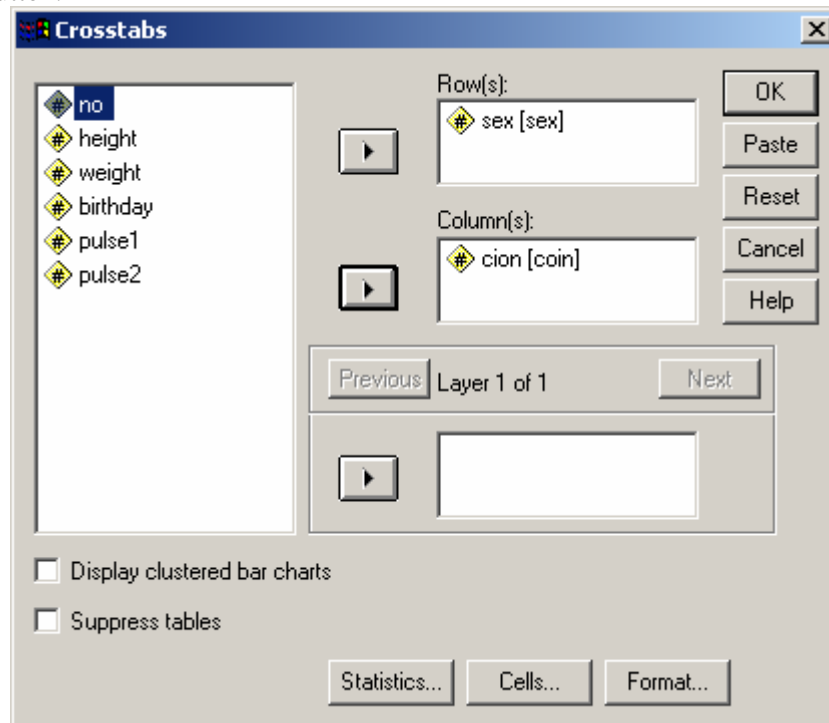 Crosstabs
no
height
weight
birthday
pulse1
pulse2
Row(s):
sex [sex]
Column(s):
cion [coin]
Previous
Layer 1 of 1
Next
OK
Paste
Reset
Cancel
Help
Display clustered bar charts
Suppress tables
Statistics...
Cells...
Format...